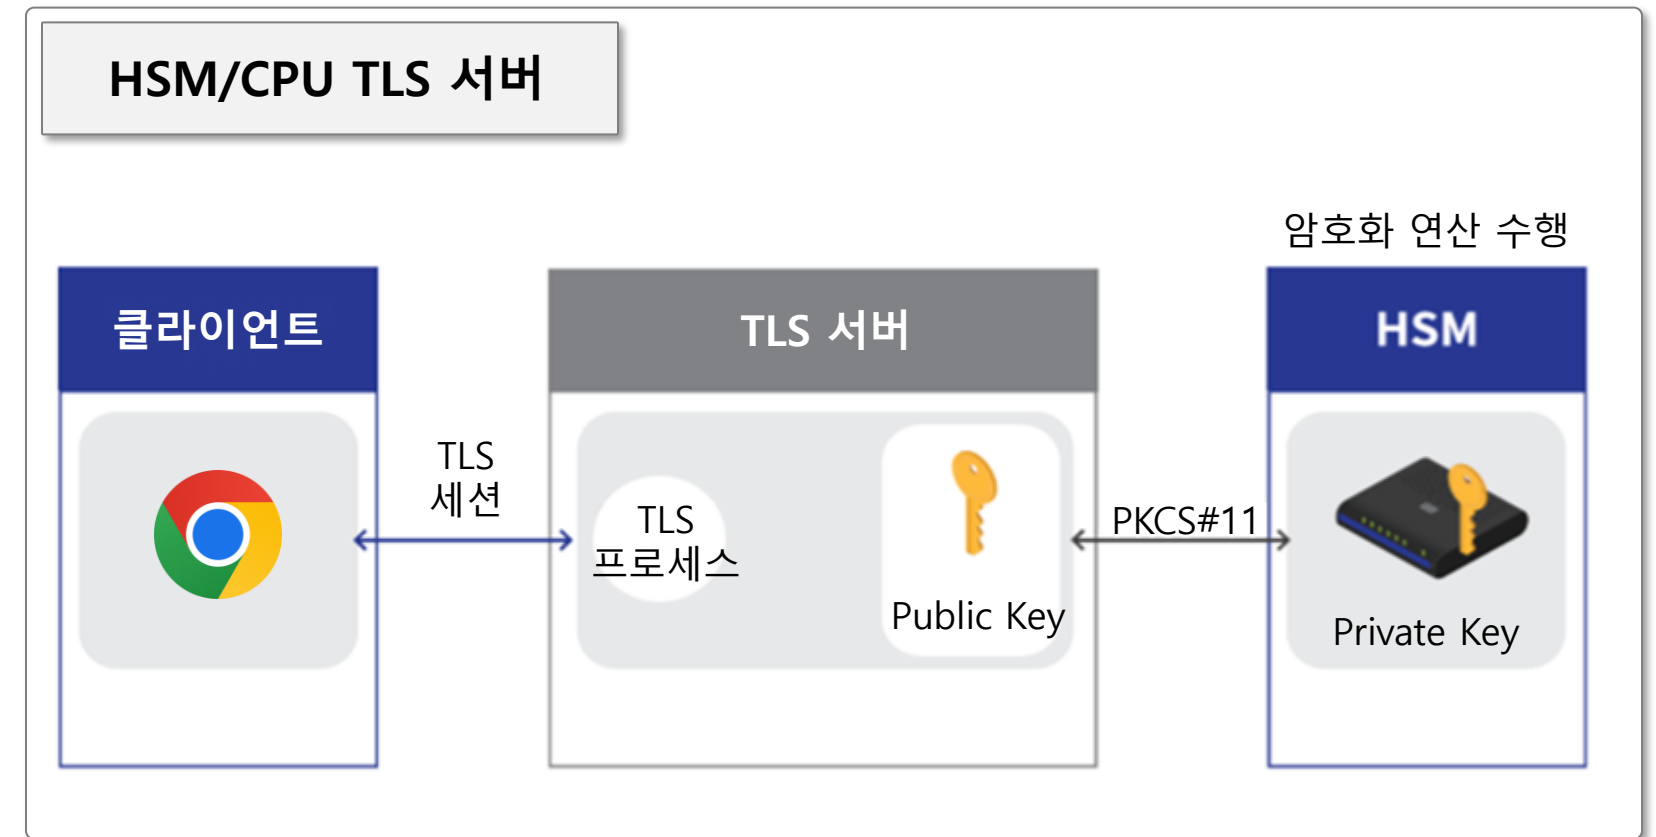 HSM/CPU TLS 서버
암호화 연산 수행
클라이언트
TLS 서버
HSM
TLS
세션
TLS
프로세스
Public Key
PKCS#11
Private Key